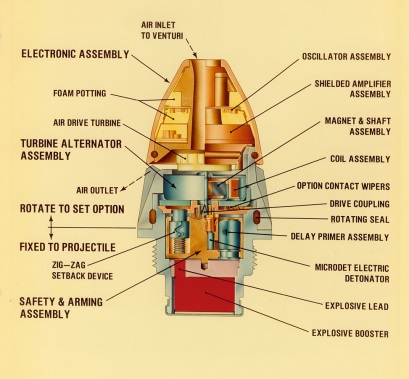 AIR INLET
TO VENTURI
ELECTRONIC ASSEMBLY
FOAM POTTING
AIR DRIVE TURBINE
TURBINE ALTERNATOR
ASSEMBLY
AIR OUTLET
ROTATE TO SET OPTION
FIXED TO PROJECTILE
ZIG-ZAG
SETBACK DEVICE
SAFETY & ARMING
ASSEMBLY
OSCILLATOR ASSEMBLY
SHIELDED AMPLIFIER
ASSEMBLY
MAGNET & SHAFT
ASSEMBLY
COIL ASSEMBLY
OPTION CONTACT WIPERS
DRIVE COUPLING
ROTATING SEAL
DELAY PRIMER ASSEMBLY
MICRODET ELECTRIC
DETONATOR
EXPLOSIVE LEAD
EXPLOSIVE BOOSTER